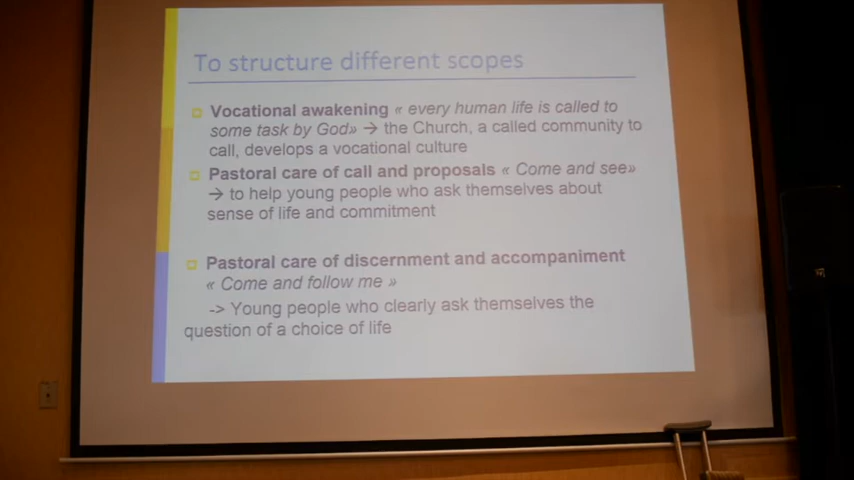 To structure different scopes
Vocational awakening « every human life is called to
some task by God» → the Church, a called community to
call, develops a vocational culture
Pastoral care of call and proposals « Come and see»
→ to help young people who ask themselves about
sense of life and commitment
Pastoral care of discernment and accompaniment
« Come and follow me »
-> Young people who clearly ask themselves the
question of a choice of life